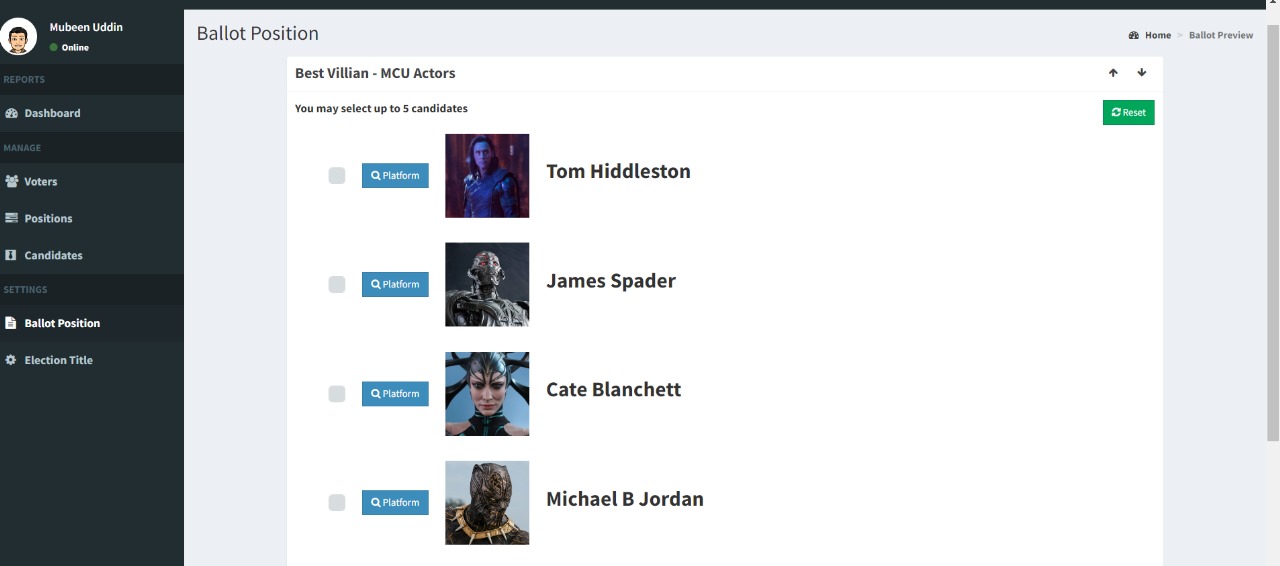 Mubeen Uddin
Online
REPORTS
Dashboard
MANAGE
Voters
Positions
Candidates
SETTINGS
Ballot Position
Election Title
Ballot Position
Home > Ballot Preview
Best Villian - MCU Actors
You may select up to 5 candidates
Reset
Platform
Tom Hiddleston
Platform
James Spader
Platform
Cate Blanchett
Platform
Michael B Jordan